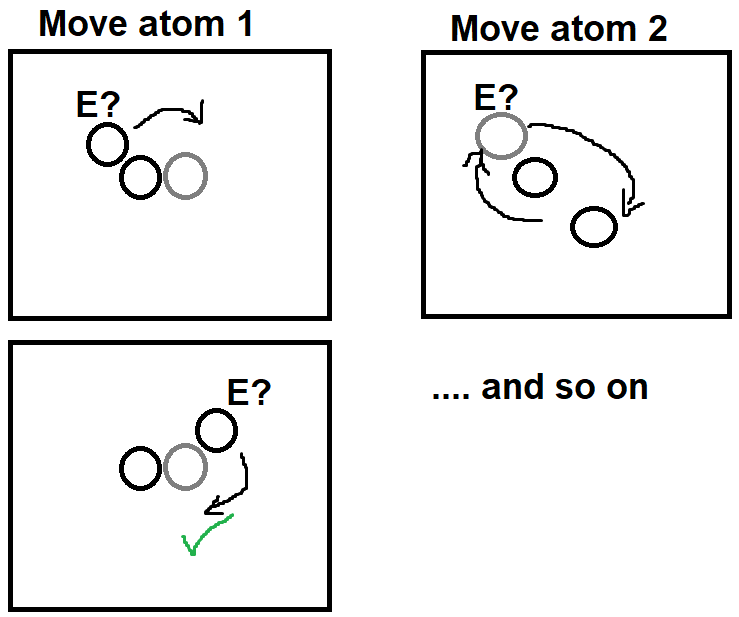 Move atom 1
Move atom 2
E?
E?
E?
.... and so on